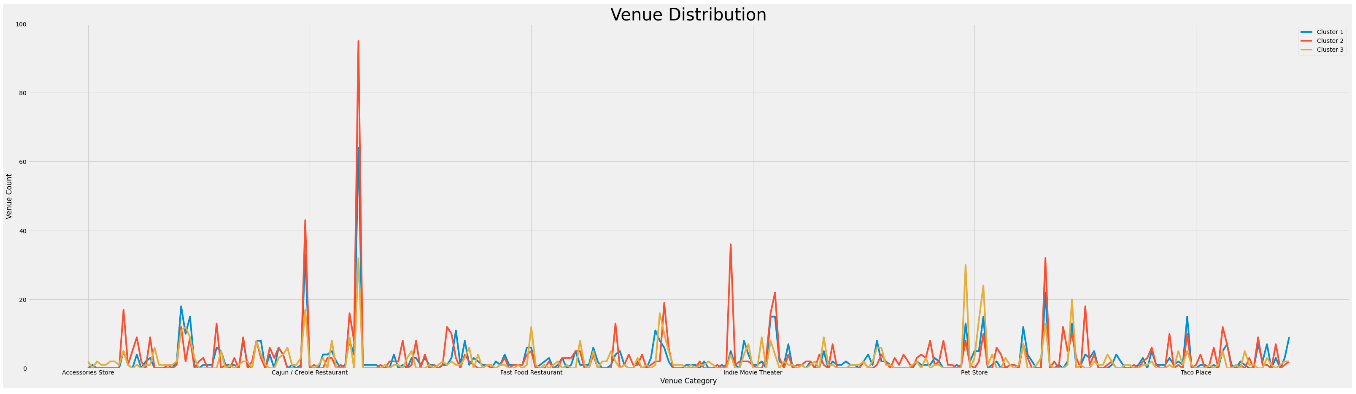 Venue Distribution
100
80
60
40
20
0
Venue Count
Cluster 1
Cluster 2
Cluster 3
Accessories Store
Cajun / Creole Restaurant
Fast Food Restaurant
Indie Movie Theater
Pet Store
Taco Place
Venue Category